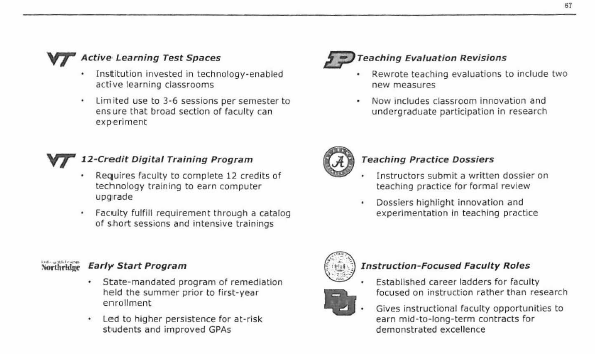 67
VT Active Learning Test Spaces
• Institution invested in technology-enabled
active learning classrooms
• Limited use to 3-6 sessions per semester to
ensure that broad section of faculty can
experiment
VT 12-Credit Digital Training Program
• Requires faculty to complete 12 credits of
technology training to earn computer
upgrade
• Faculty fulfill requirement through a catalog
of short sessions and intensive trainings
Northridge Early Start Program
• State-mandated program of remediation
held the summer prior to first-year
enrollment
• Led to higher persistence for at-risk
students and improved GPAs
P Teaching Evaluation Revisions
• Rewrote teaching evaluations to include two
new measures
• Now includes classroom innovation and
undergraduate participation in research
A Teaching Practice Dossiers
• Instructors submit a written dossier on
teaching practice for formal review
• Dossiers highlight innovation and
experimentation in teaching practice
DU Instruction-Focused Faculty Roles
• Established career ladders for faculty
focused on instruction rather than research
• Gives instructional faculty opportunities to
earn mid-to-long-term contracts for
demonstrated excellence